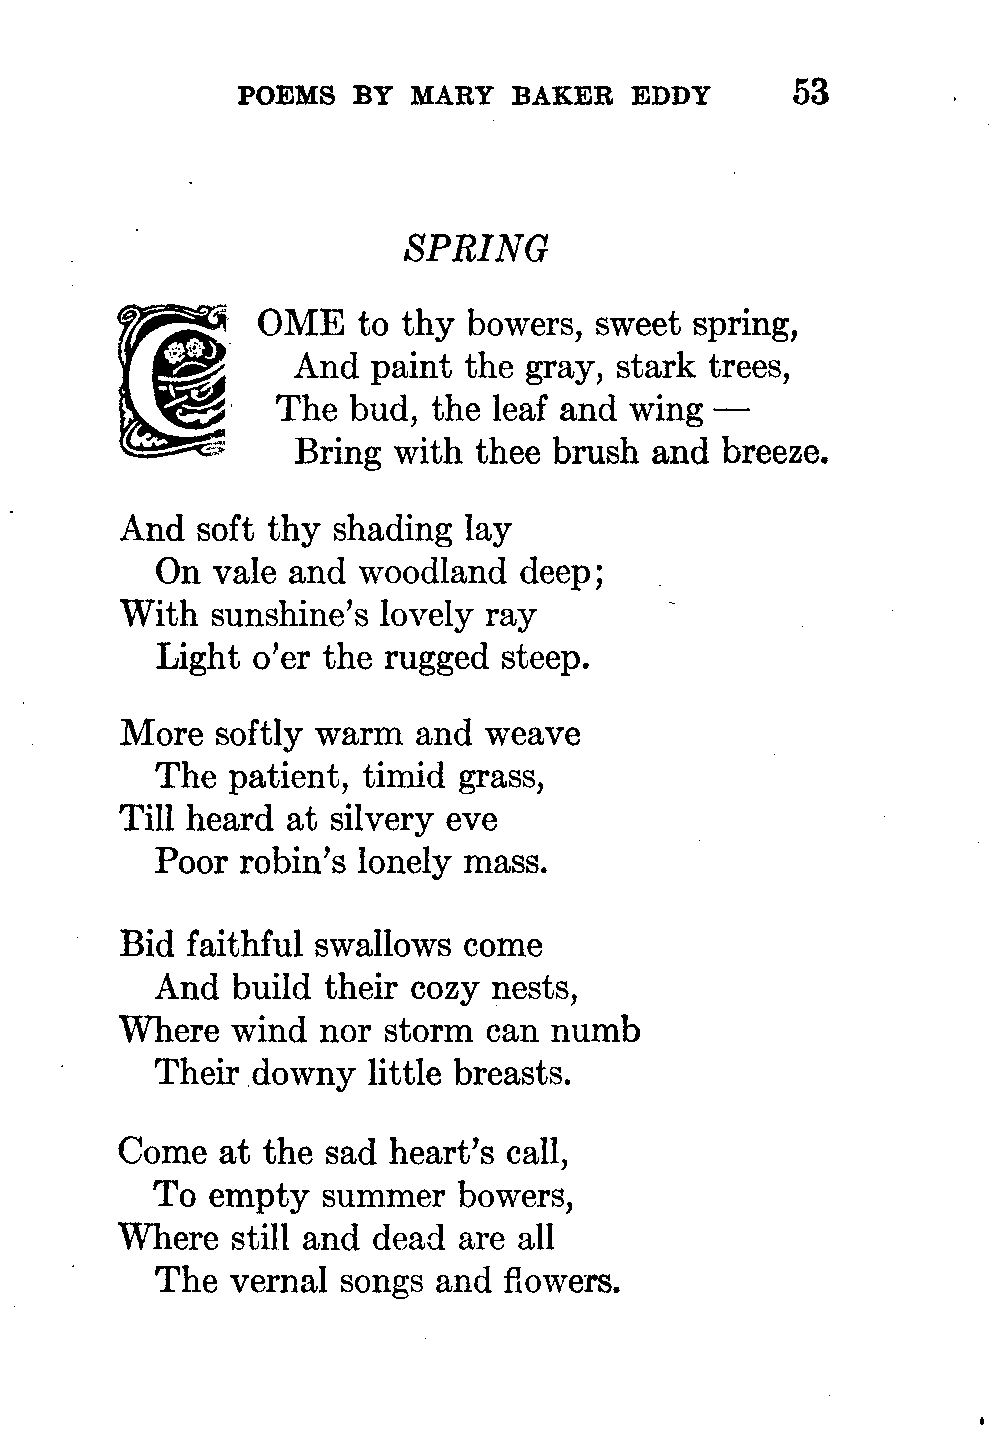 POEMS BY MARY BAKER EDDY 53
SPRING
COME to thy bowers, sweet spring,
And paint the gray, stark trees,
The bud, the leaf and wing —
Bring with thee brush and breeze.
And soft thy shading lay
On vale and woodland deep;
With sunshine's lovely ray
Light o'er the rugged steep.
More softly warm and weave
The patient, timid grass,
Till heard at silvery eve
Poor robin's lonely mass.
Bid faithful swallows come
And build their cozy nests,
Where wind nor storm can numb
Their downy little breasts.
Come at the sad heart's call,
To empty summer bowers,
Where still and dead are all
The vernal songs and flowers.